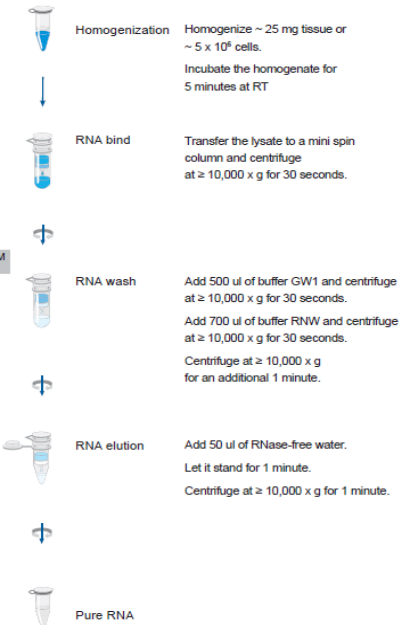 Homogenization
Homogenize ~ 25 mg tissue or
~ 5 x 10⁶ cells.
Incubate the homogenate for
5 minutes at RT
RNA bind
Transfer the lysate to a mini spin
column and centrifuge
at ≥ 10,000 x g for 30 seconds.
M
RNA wash
Add 500 ul of buffer GW1 and centrifuge
at ≥ 10,000 x g for 30 seconds.
Add 700 ul of buffer RNW and centrifuge
at ≥ 10,000 x g for 30 seconds.
Centrifuge at ≥ 10,000 x g
for an additional 1 minute.
RNA elution
Add 50 ul of RNase-free water.
Let it stand for 1 minute.
Centrifuge at ≥ 10,000 x g for 1 minute.
Pure RNA